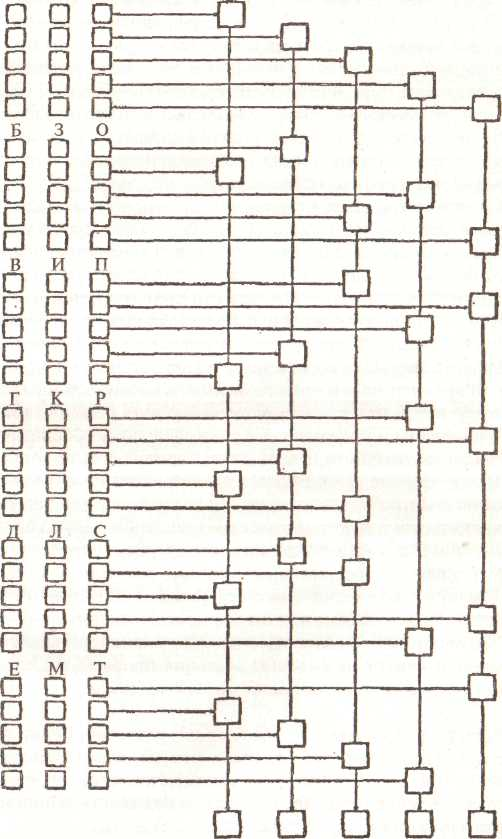 Б З О
В И П
Г К Р
Д Л С
Е М Т